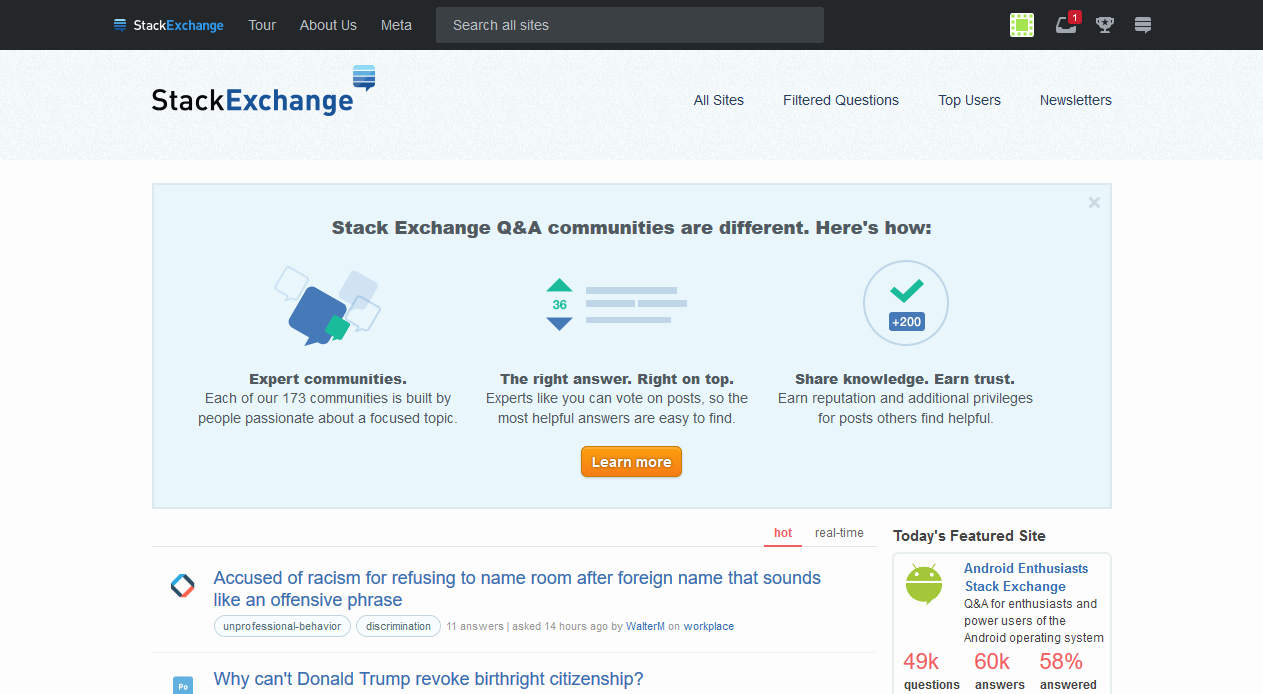 StackExchange Tour About Us Meta Search all sites 1
StackExchange
All Sites Filtered Questions Top Users Newsletters
Stack Exchange Q&A communities are different. Here's how:
36
+200
Expert communities.
Each of our 173 communities is built by
people passionate about a focused topic.
The right answer. Right on top.
Experts like you can vote on posts, so the
most helpful answers are easy to find.
Share knowledge. Earn trust.
Earn reputation and additional privileges
for posts others find helpful.
Learn more
hot real-time
Accused of racism for refusing to name room after foreign name that sounds
like an offensive phrase
unprofessional-behavior discrimination 11 answers | asked 14 hours ago by WalterM on workplace
Po
Why can't Donald Trump revoke birthright citizenship?
Today's Featured Site
Android Enthusiasts
Stack Exchange
Q&A for enthusiasts and
power users of the
Android operating system
49k 60k 58%
questions answers answered